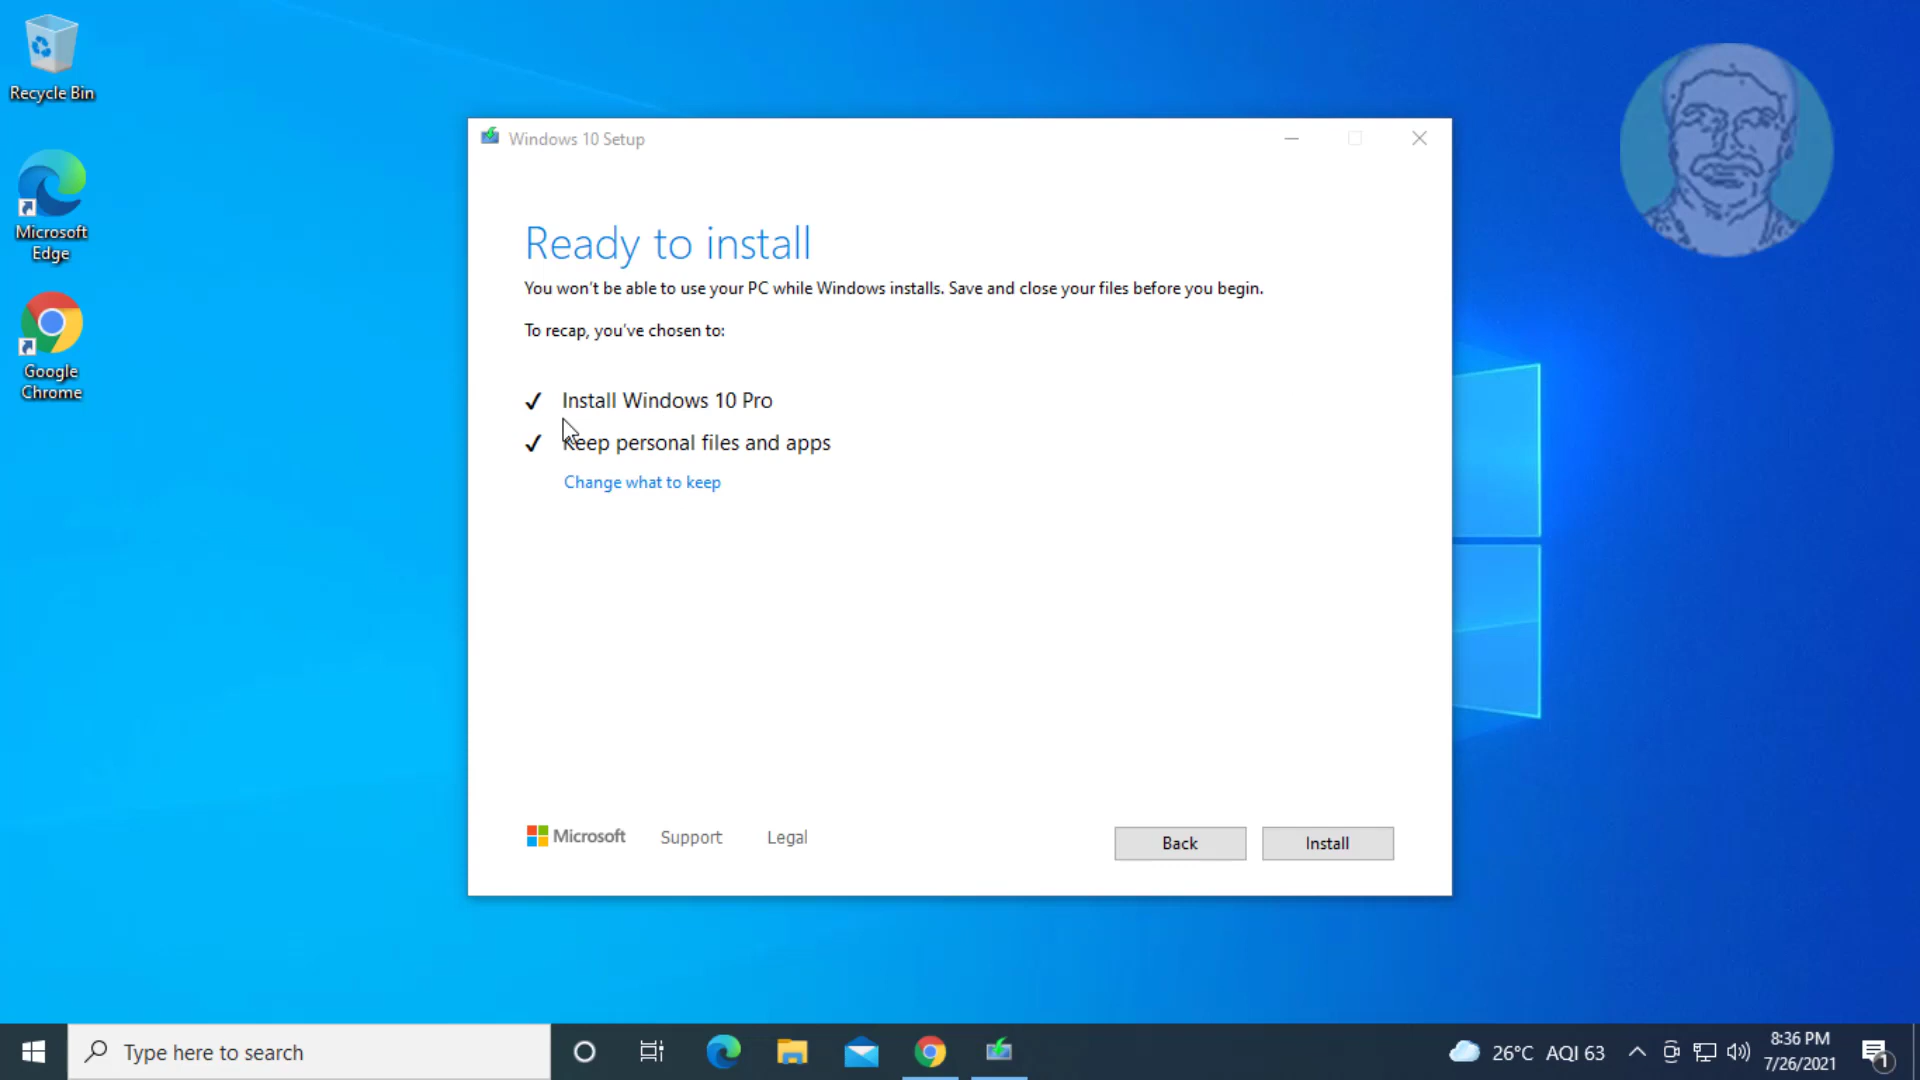 Recycle Bin
Microsoft
Edge
Google
Chrome
Windows 10 Setup
Ready to install
You won't be able to use your PC while Windows installs. Save and close your files before you begin.
To recap, you've chosen to:
Install Windows 10 Pro
Keep personal files and apps
Change what to keep
Microsoft
Support
Legal
Back
Install
Type here to search
26°C AQI 63
8:36 PM
7/26/2021
1